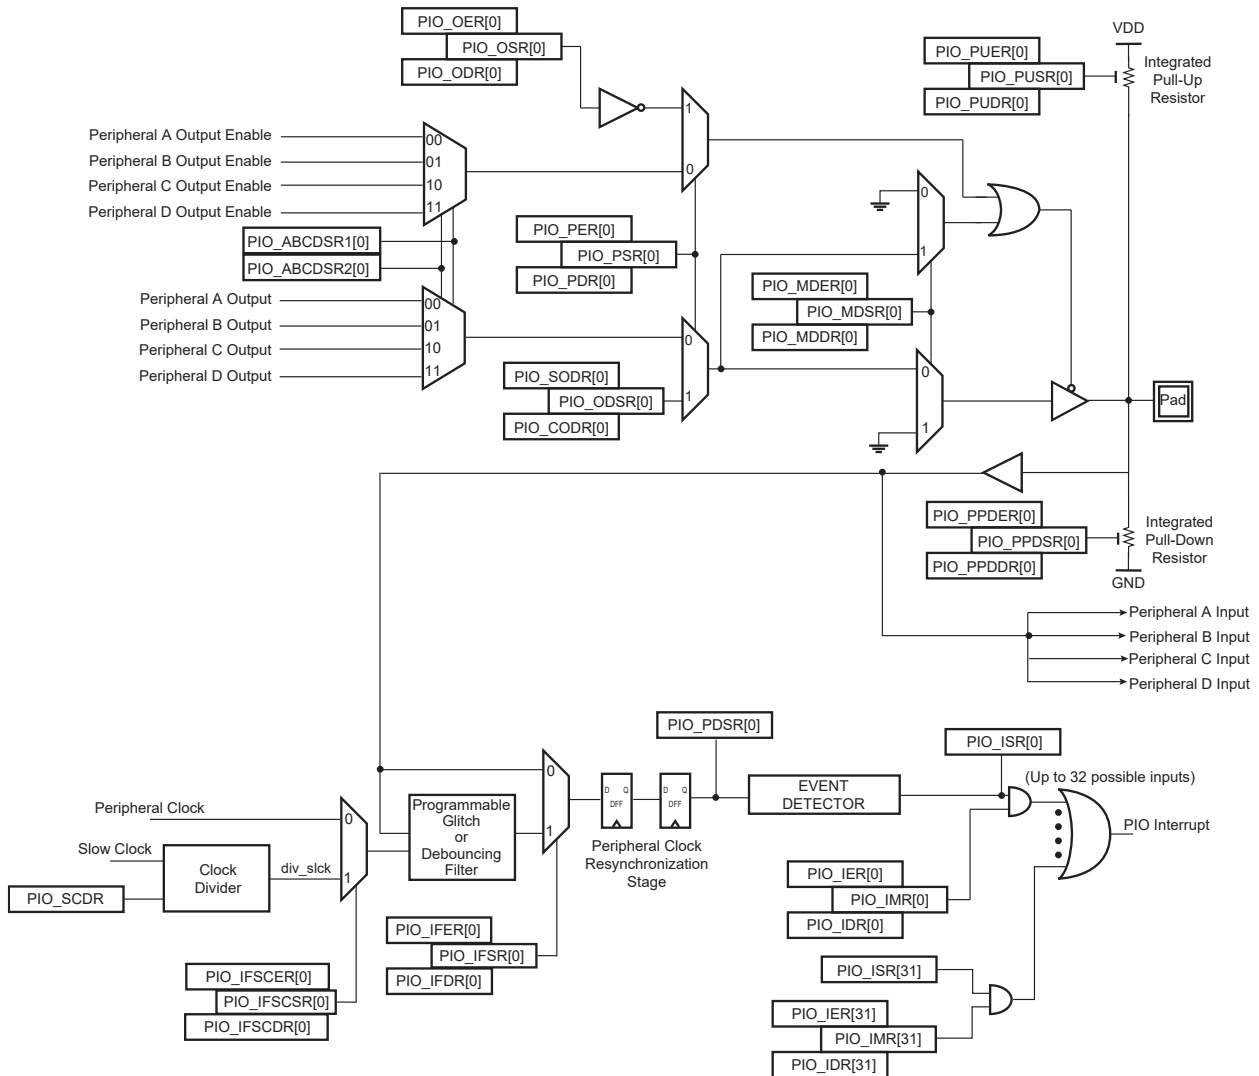 PIO_OER[0]
PIO_OSR[0]
PIO_ODR[0]
1
0
Peripheral A Output Enable
Peripheral B Output Enable
Peripheral C Output Enable
Peripheral D Output Enable
00
01
10
11
PIO_ABCDSR1[0]
PIO_ABCDSR2[0]
Peripheral A Output
Peripheral B Output
Peripheral C Output
Peripheral D Output
00
01
10
11
PIO_PER[0]
PIO_PSR[0]
PIO_PDR[0]
0
1
PIO_SODR[0]
PIO_ODSR[0]
PIO_CODR[0]
PIO_MDER[0]
PIO_MDSR[0]
PIO_MDDR[0]
0
1
0
1
PIO_PUER[0]
PIO_PUSR[0]
PIO_PUDR[0]
VDD
Integrated
Pull-Up
Resistor
Pad
PIO_PPDER[0]
PIO_PPDSR[0]
PIO_PPDDR[0]
Integrated
Pull-Down
Resistor
GND
Peripheral A Input
Peripheral B Input
Peripheral C Input
Peripheral D Input
Peripheral Clock
Slow Clock
PIO_SCDR
Clock
Divider
div_slck
0
1
PIO_IFSCER[0]
PIO_IFSCSR[0]
PIO_IFSCDR[0]
Programmable
Glitch
or
Debouncing
Filter
0
1
PIO_IFER[0]
PIO_IFSR[0]
PIO_IFDR[0]
D Q
DFF
D Q
DFF
Peripheral Clock
Resynchronization
Stage
PIO_PDSR[0]
EVENT
DETECTOR
PIO_ISR[0]
(Up to 32 possible inputs)
PIO Interrupt
PIO_IER[0]
PIO_IMR[0]
PIO_IDR[0]
PIO_ISR[31]
PIO_IER[31]
PIO_IMR[31]
PIO_IDR[31]